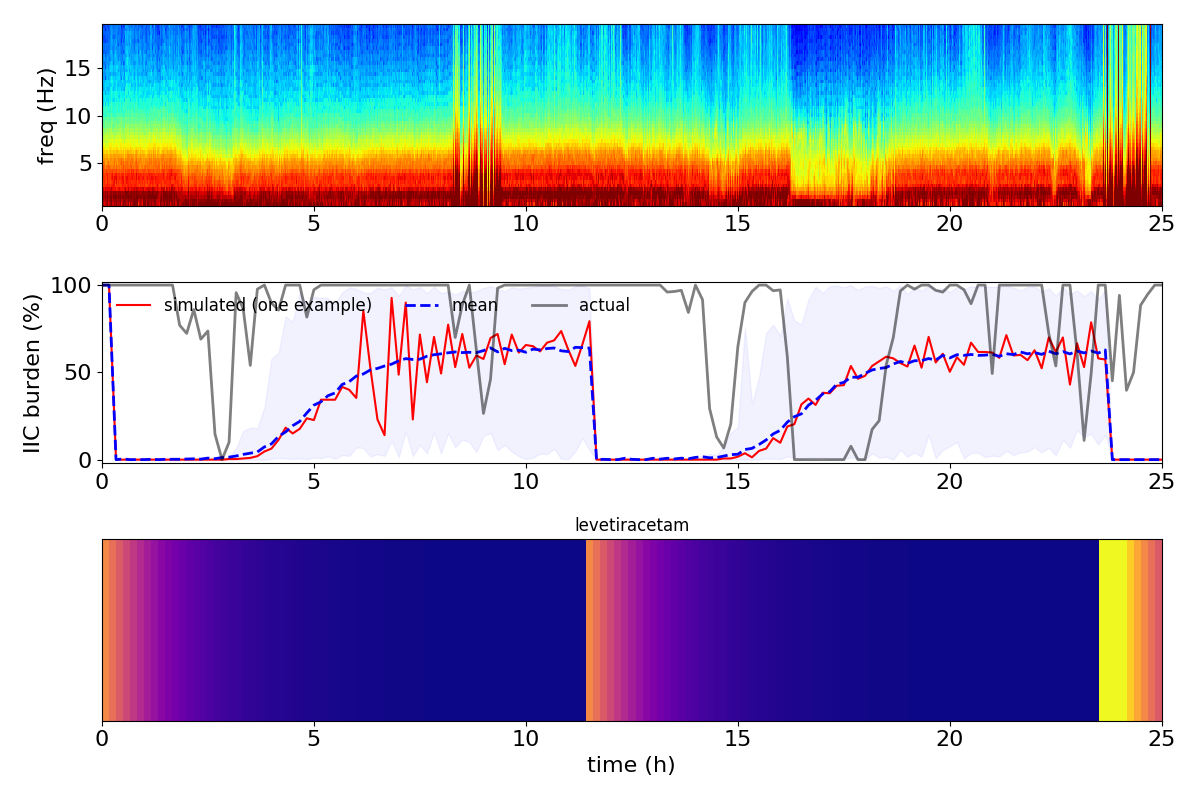 freq (Hz)
15
10
5
0 5 10 15 20 25
IIC burden (%)
100
50
0
simulated (one example) mean actual
0 5 10 15 20 25
levetiracetam
0 5 10 15 20 25
time (h)